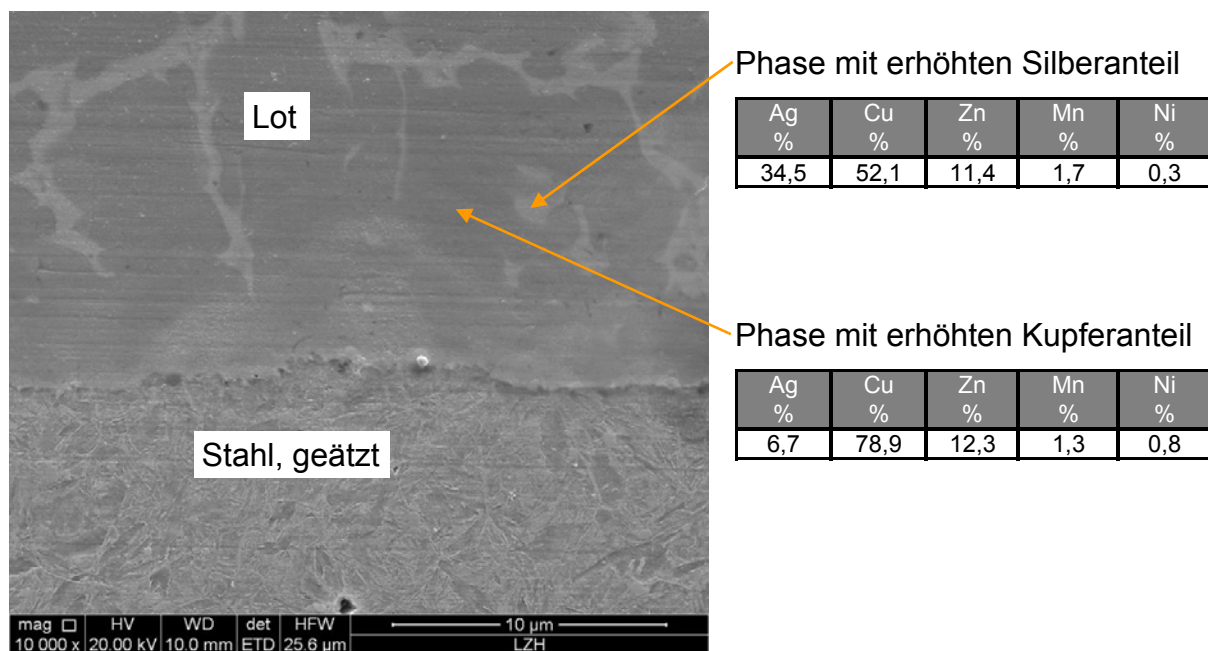 Phase mit erhöhten Silberanteil
Ag Cu Zn Mn Ni
% % % % %
34,5 52,1 11,4 1,7 0,3
Lot
Phase mit erhöhten Kupferanteil
Ag Cu Zn Mn Ni
% % % % %
6,7 78,9 12,3 1,3 0,8
Stahl, geätzt
mag HV WD det HFW 10 µm
10 000 x 20.00 kV 10.0 mm ETD 25.6 µm LZH